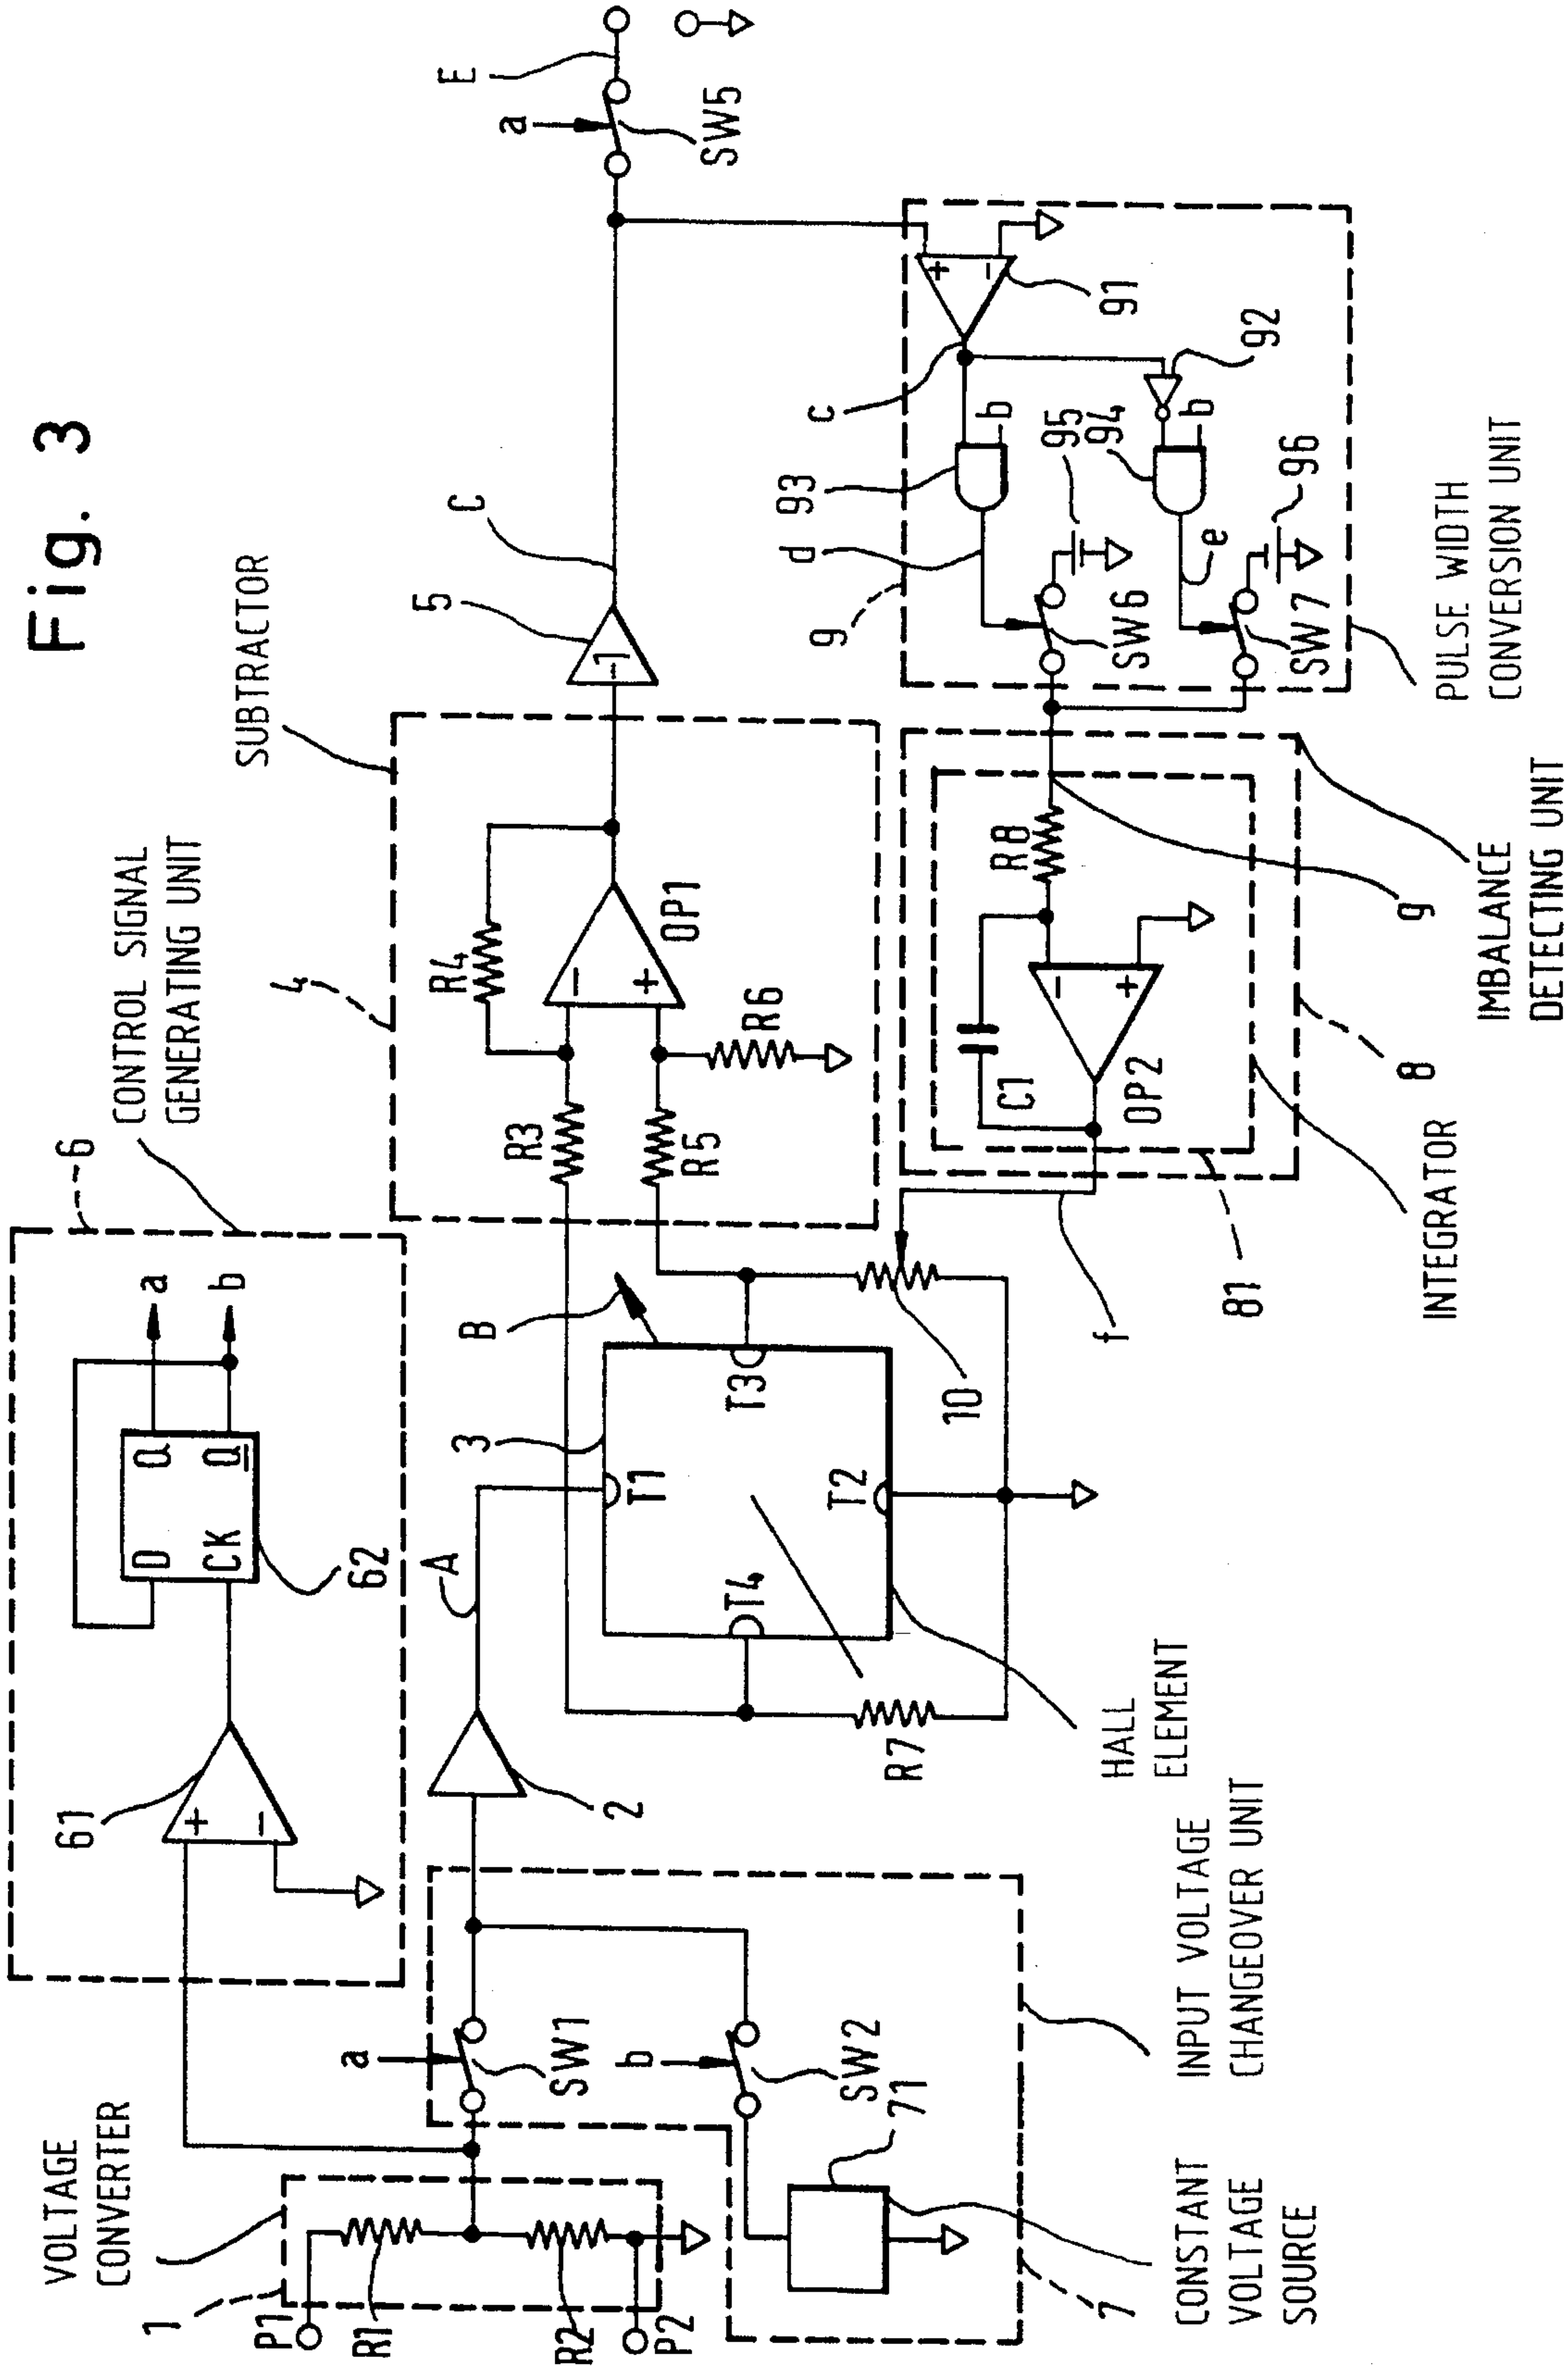 Fig. 3
VOLTAGE
CONVERTER
1
P1
R1
R2
P2
CONTROL SIGNAL
GENERATING UNIT
6
61
+
−
D
Q
CK
Q
62
a
b
a
SW1
b
SW2
71
7
CONSTANT
VOLTAGE
SOURCE
INPUT VOLTAGE
CHANGEOVER UNIT
2
A
3
B
T1
T2
T3
T4
R7
10
HALL
ELEMENT
SUBTRACTOR
4
R3
R4
R5
R6
−
+
OP1
5
-1
C
a
SW5
E
9
91
+
−
c
92
93
b
94
b
d
95
SW6
e
96
SW7
PULSE WIDTH
CONVERSION UNIT
R8
g
C1
−
+
OP2
f
81
8
INTEGRATOR
IMBALANCE
DETECTING UNIT